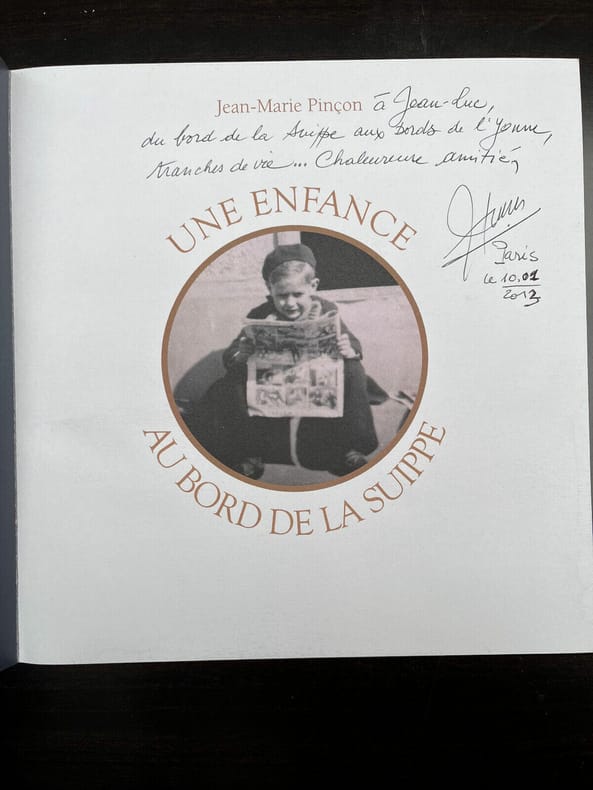 Jean-Marie Pinçon à Jean-Luc,
du bord de la Suippe aux bords de l'Yonne,
tranches de vie... Chaleureuse amitié,
UNE ENFANCE
Paris
le 10.01
2013
AU BORD DE LA SUIPPE